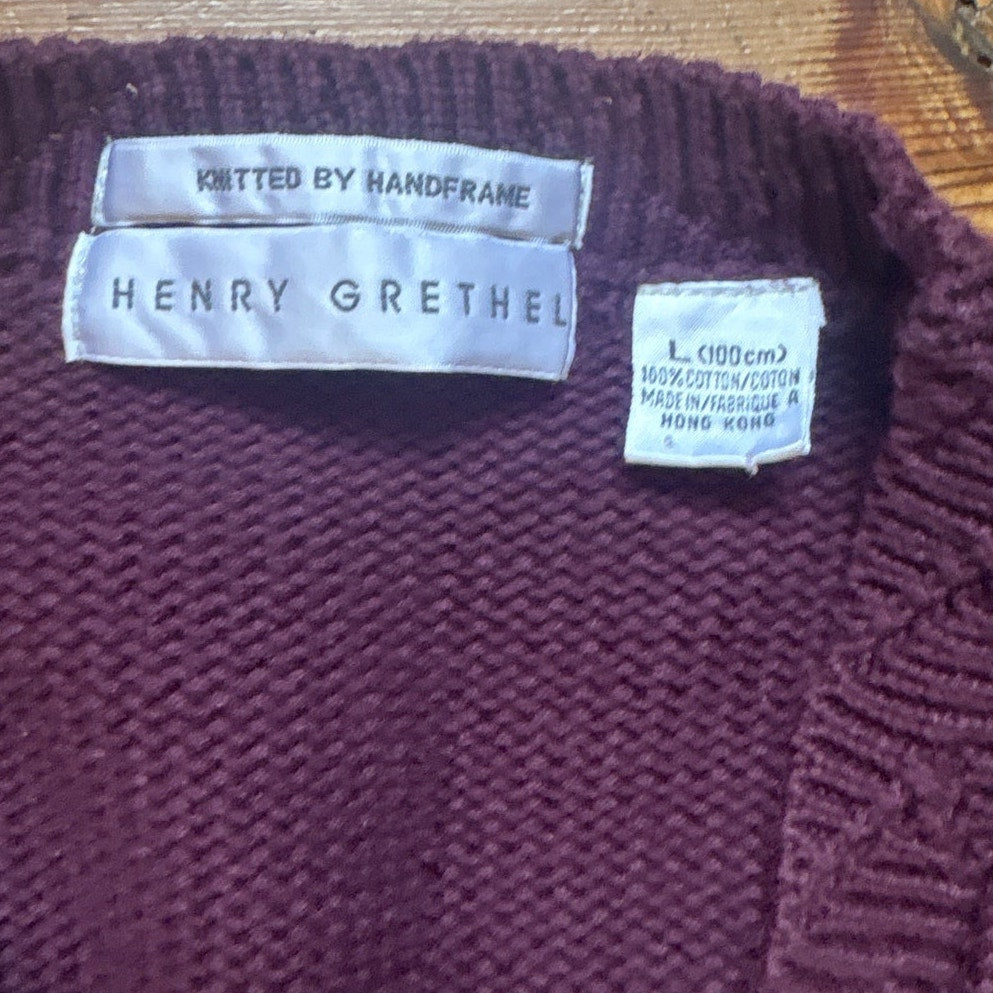 KNITTED BY HANDFRAME
HENRY GRETHEL
L (100cm)
100% COTTON/COTON
MADE IN/FABRIQUE A
HONG KONG